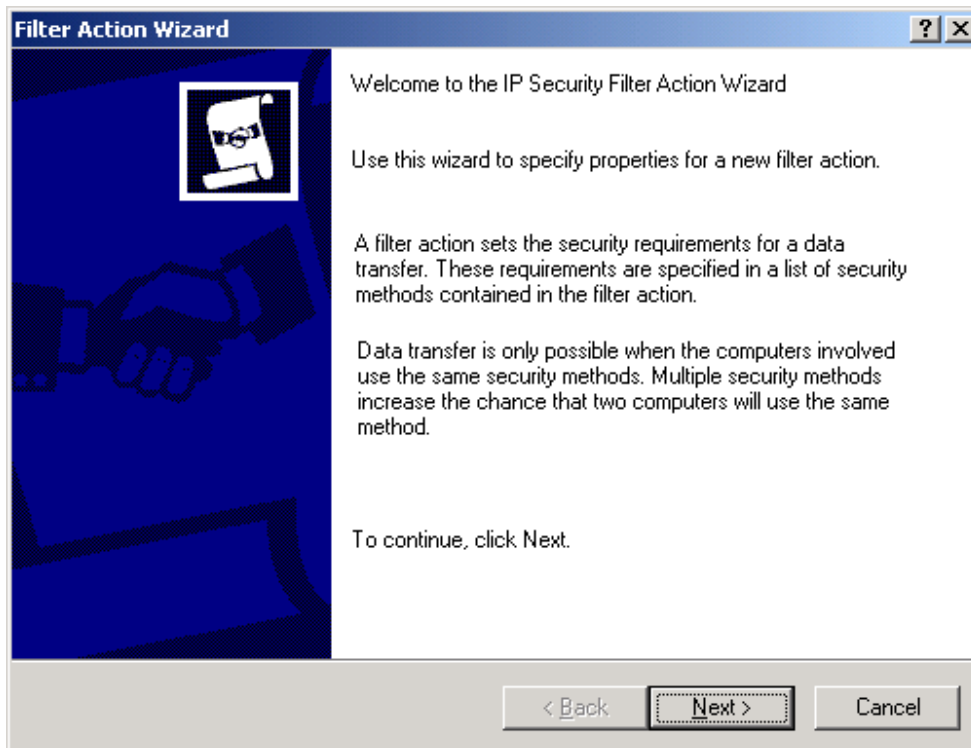 Filter Action Wizard
Welcome to the IP Security Filter Action Wizard
Use this wizard to specify properties for a new filter action.
A filter action sets the security requirements for a data
transfer. These requirements are specified in a list of security
methods contained in the filter action.
Data transfer is only possible when the computers involved
use the same security methods. Multiple security methods
increase the chance that two computers will use the same
method.
To continue, click Next.
< Back
Next >
Cancel